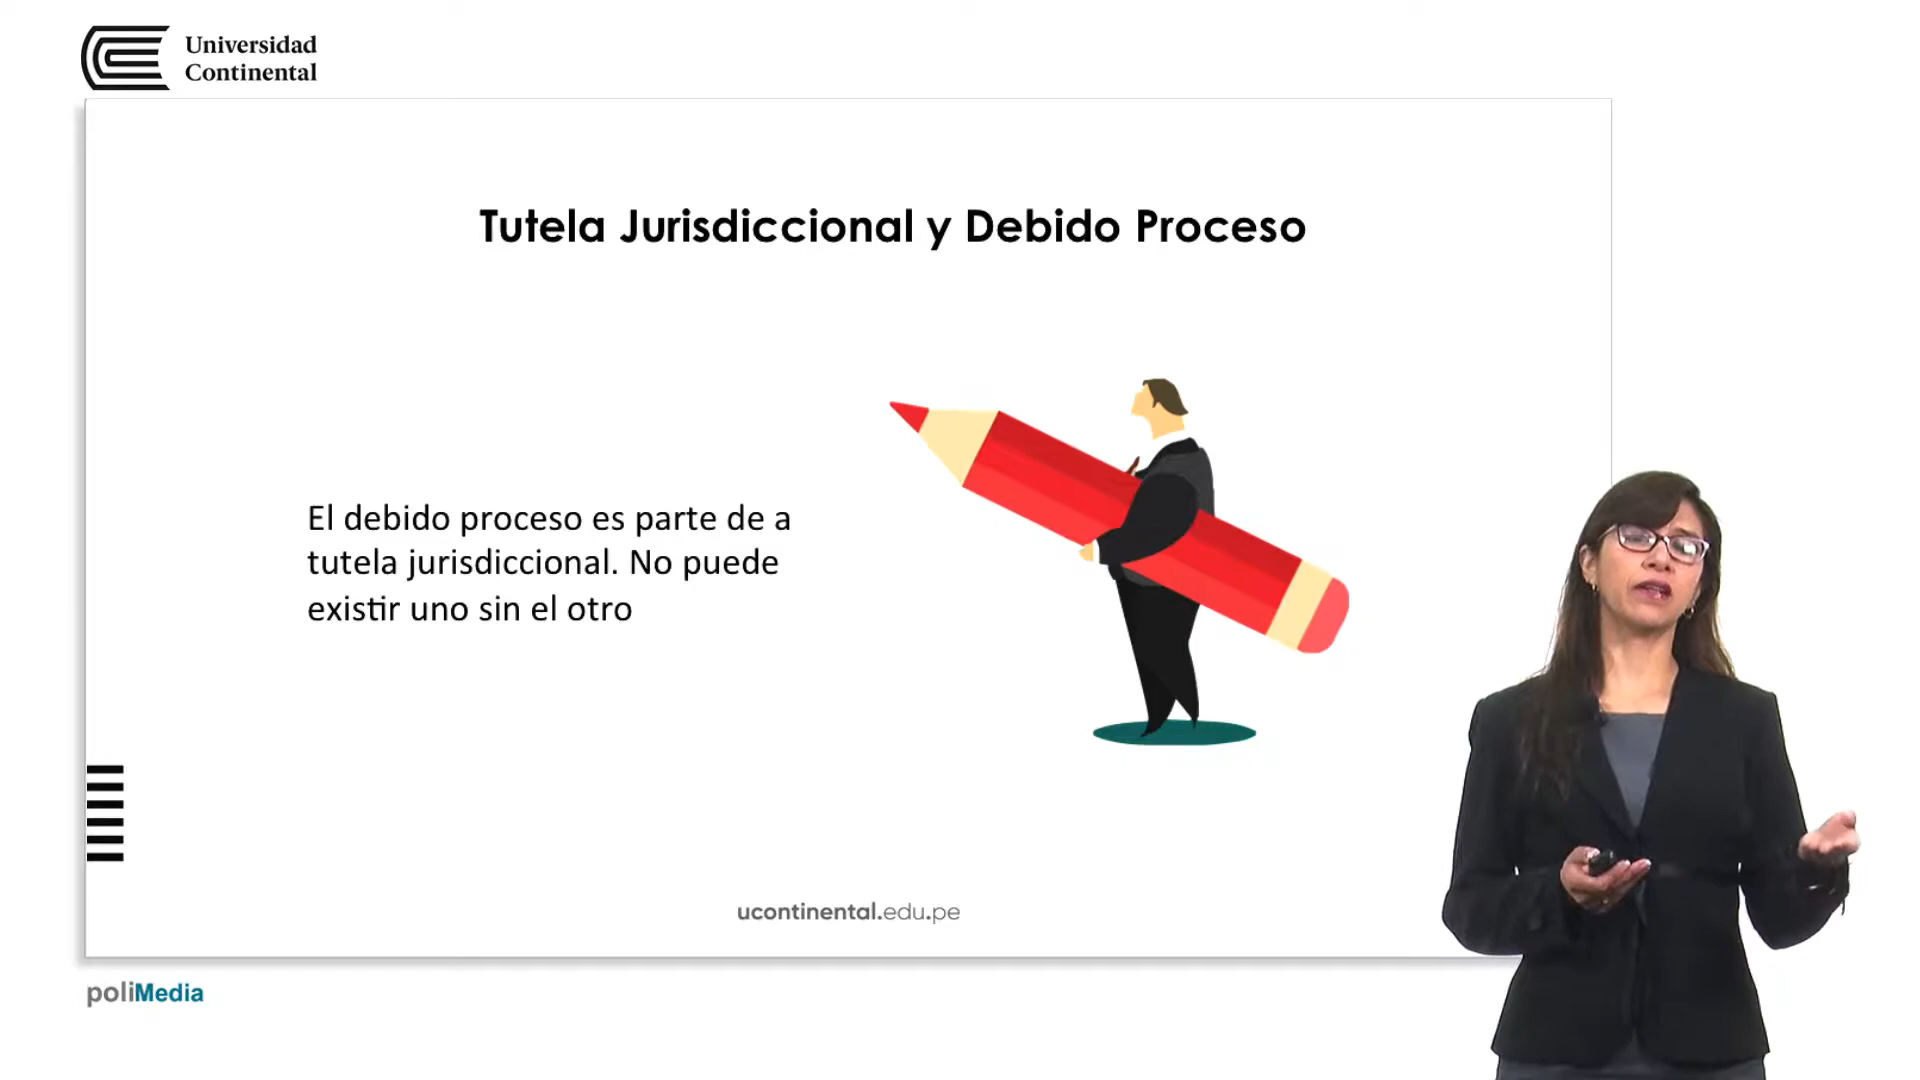 Universidad
Continental
Tutela Jurisdiccional y Debido Proceso
El debido proceso es parte de a
tutela jurisdiccional. No puede
existir uno sin el otro
ucontinental.edu.pe
poliMedia